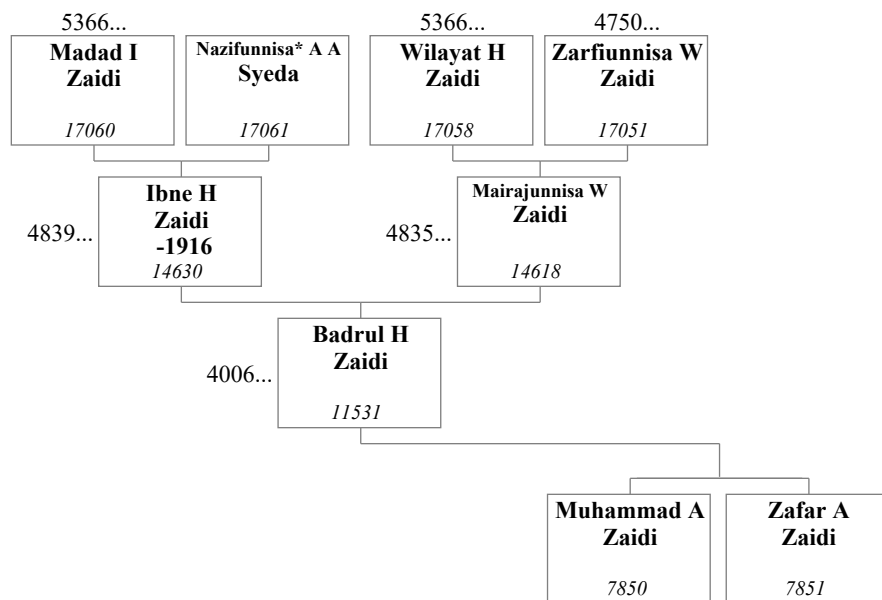 5366...
Madad I
Zaidi
17060
Nazifunnisa* A A
Syeda
17061
5366...
Wilayat H
Zaidi
17058
4750...
Zarfiunnisa W
Zaidi
17051
4839...
Ibne H
Zaidi
-1916
14630
4835...
Mairajunnisa W
Zaidi
14618
4006...
Badrul H
Zaidi
11531
Muhammad A
Zaidi
7850
Zafar A
Zaidi
7851